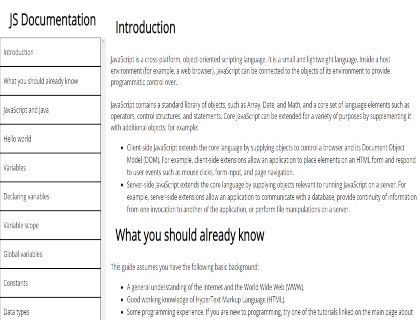 JS Documentation
Introduction
What you should already know
JavaScript and Java
Hello world
Variables
Declaring variables
Variable scope
Global variables
Constants
Data types
Introduction
JavaScript is a cross-platform, object-oriented scripting language. It is a small and lightweight language. Inside a host
environment (for example, a web browser), JavaScript can be connected to the objects of its environment to provide
programmatic control over.
JavaScript contains a standard library of objects, such as Array, Date, and Math, and a core set of language elements such as
operators, control structures, and statements. Core JavaScript can be extended for a variety of purposes by supplementing it
with additional objects; for example:
• Client-side JavaScript extends the core language by supplying objects to control a browser and its Document Object
Model (DOM). For example, client-side extensions allow an application to place elements on an HTML form and respond
to user events such as mouse clicks, form input, and page navigation.
• Server-side JavaScript extends the core language by supplying objects relevant to running JavaScript on a server. For
example, server-side extensions allow an application to communicate with a database, provide continuity of information
from one invocation to another of the application, or perform file manipulations on a server.
What you should already know
This guide assumes you have the following basic background:
• A general understanding of the Internet and the World Wide Web (WWW).
• Good working knowledge of HyperText Markup Language (HTML).
• Some programming experience. If you are new to programming, try one of the tutorials linked on the main page about